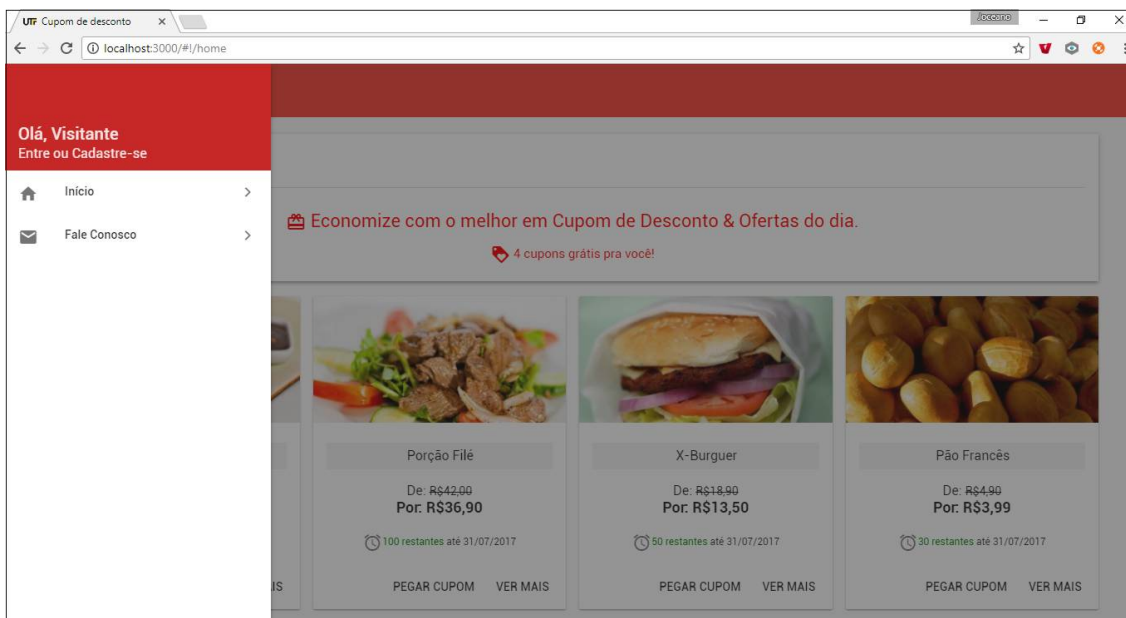 UTF Cupom de desconto
Joceano
localhost:3000/#!/home
Olá, Visitante
Entre ou Cadastre-se
Início
Fale Conosco
Economize com o melhor em Cupom de Desconto & Ofertas do dia.
4 cupons grátis pra você!
Porção Filé
De: R$42,00
Por: R$36,90
100 restantes até 31/07/2017
PEGAR CUPOM VER MAIS
X-Burguer
De: R$18,90
Por: R$13,50
50 restantes até 31/07/2017
PEGAR CUPOM VER MAIS
Pão Francês
De: R$4,90
Por: R$3,99
30 restantes até 31/07/2017
PEGAR CUPOM VER MAIS